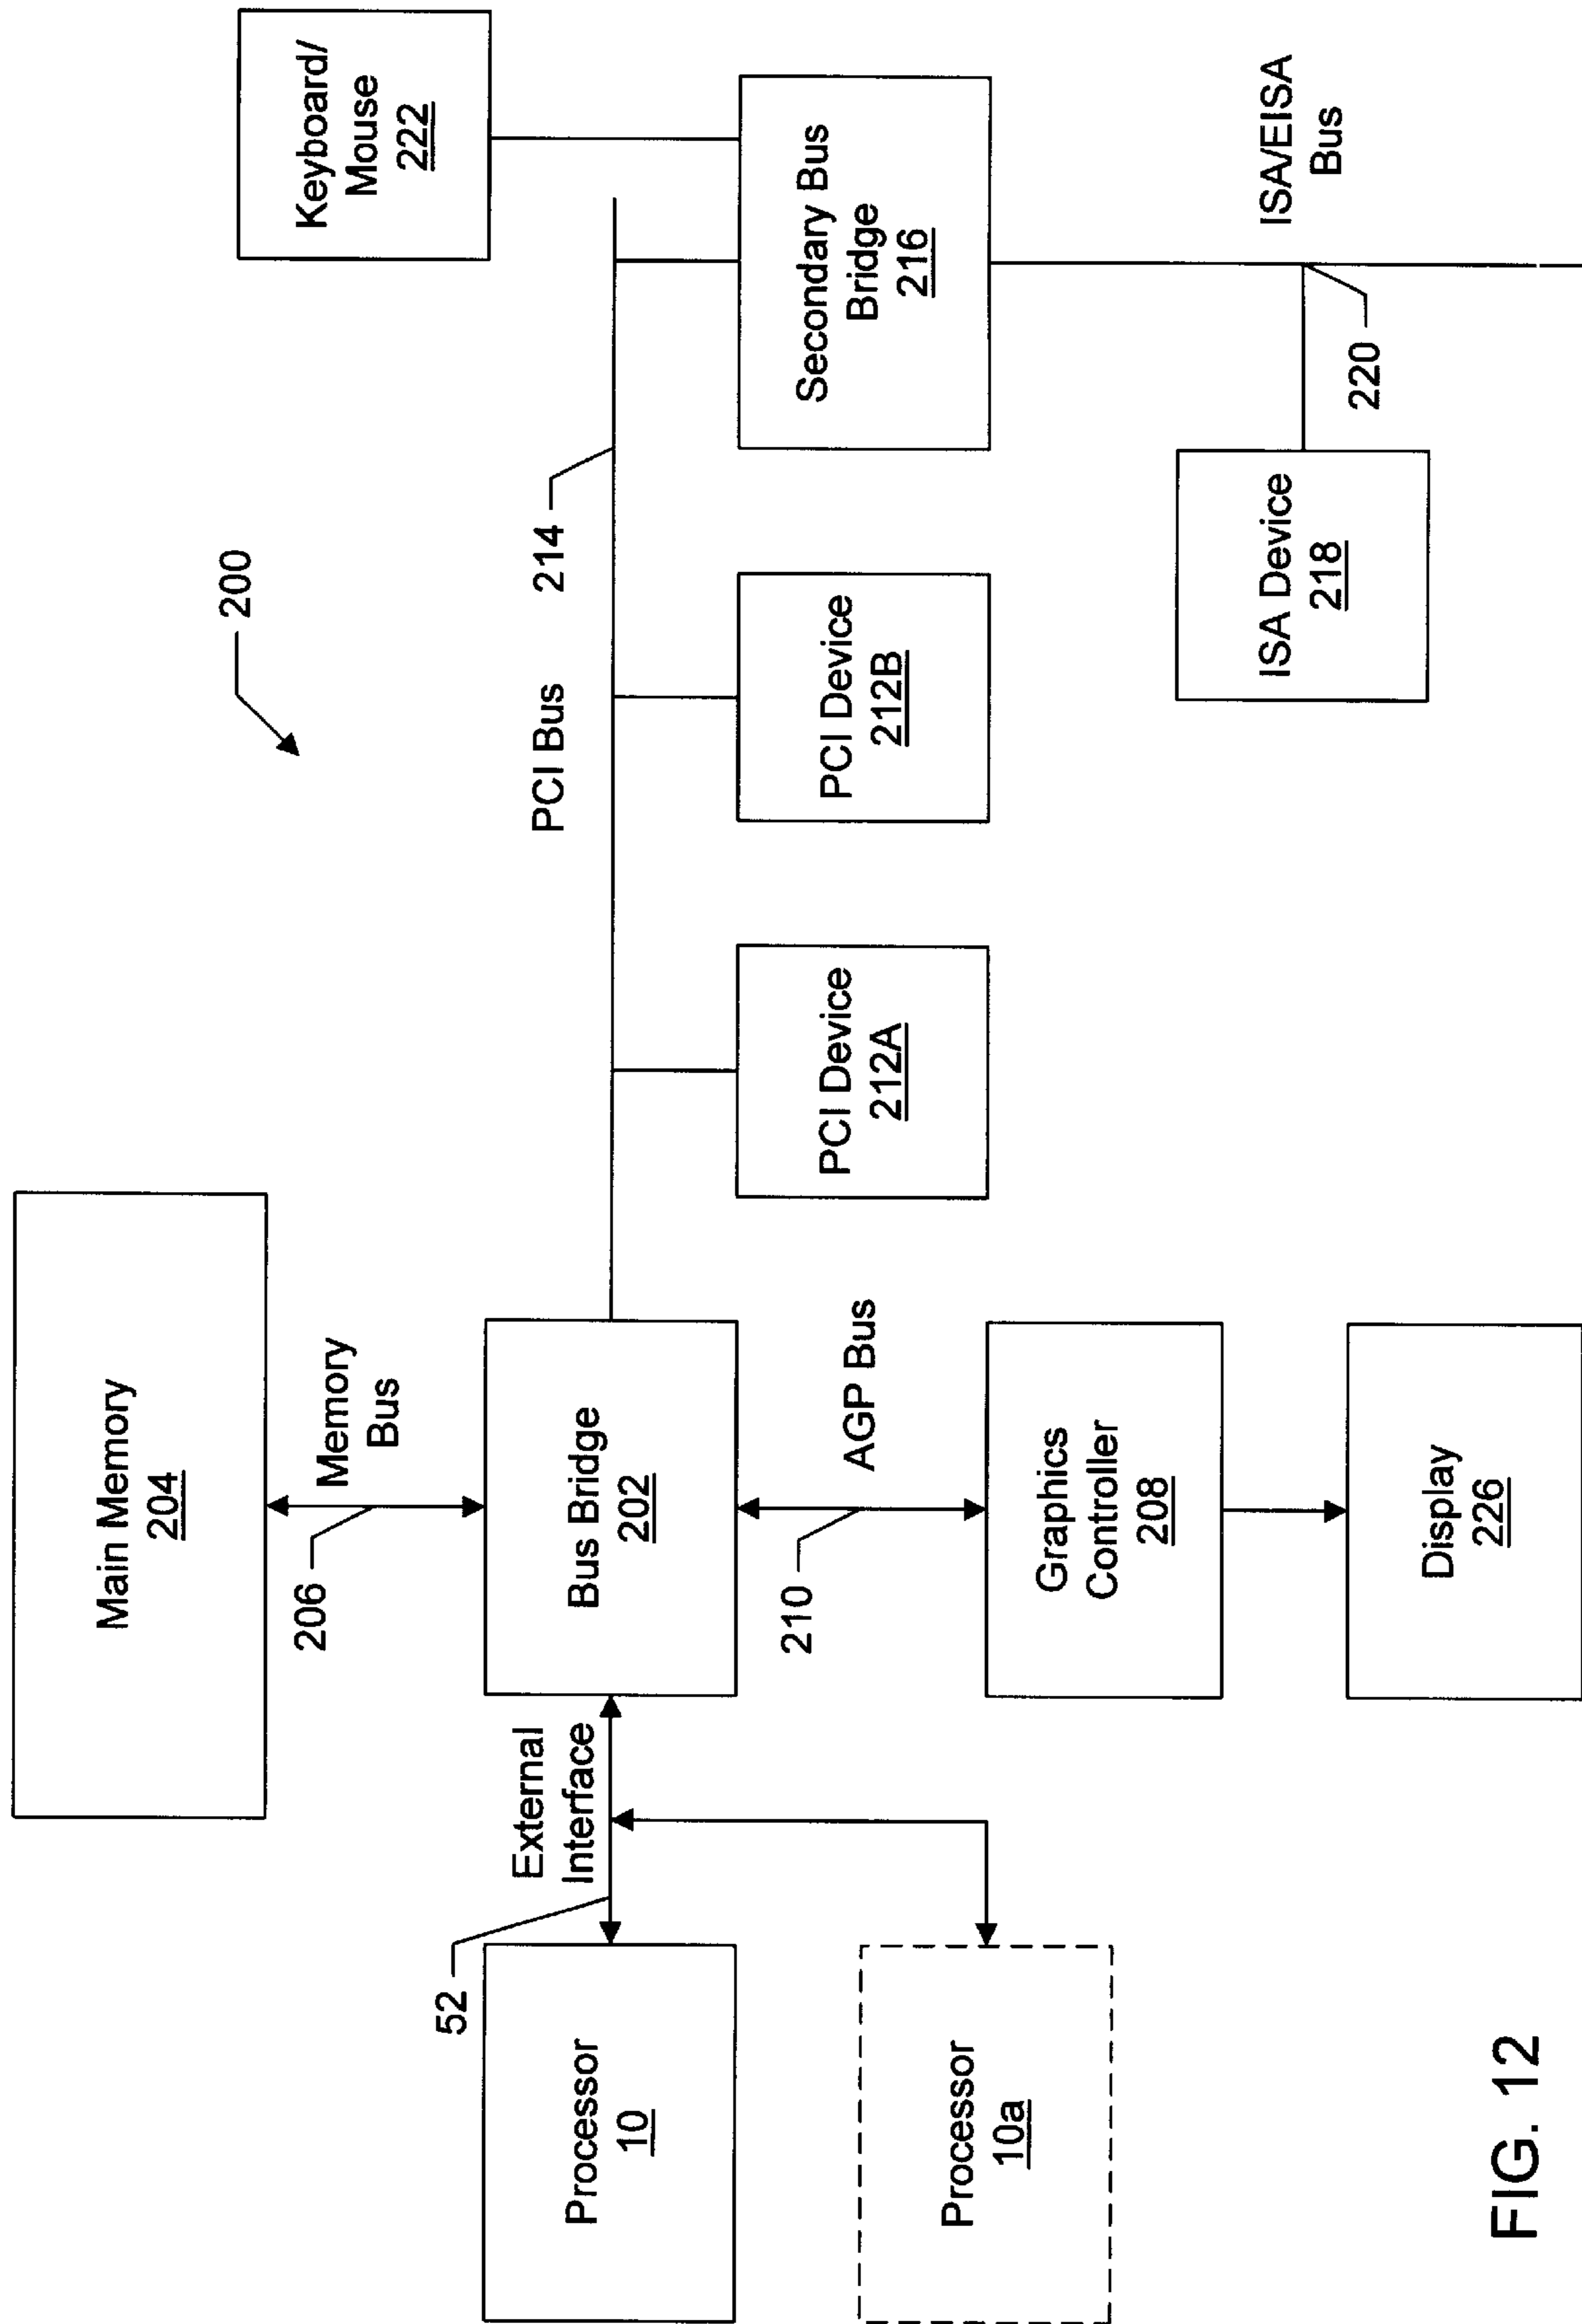 200
Main Memory
204
Keyboard/
Mouse
222
206
Memory
Bus
52
External
Interface
PCI Bus
214
Processor
10
Bus Bridge
202
210
AGP Bus
PCI Device
212A
PCI Device
212B
Secondary Bus
Bridge
216
Processor
10a
Graphics
Controller
208
ISA Device
218
220
ISA/EISA
Bus
Display
226
FIG. 12